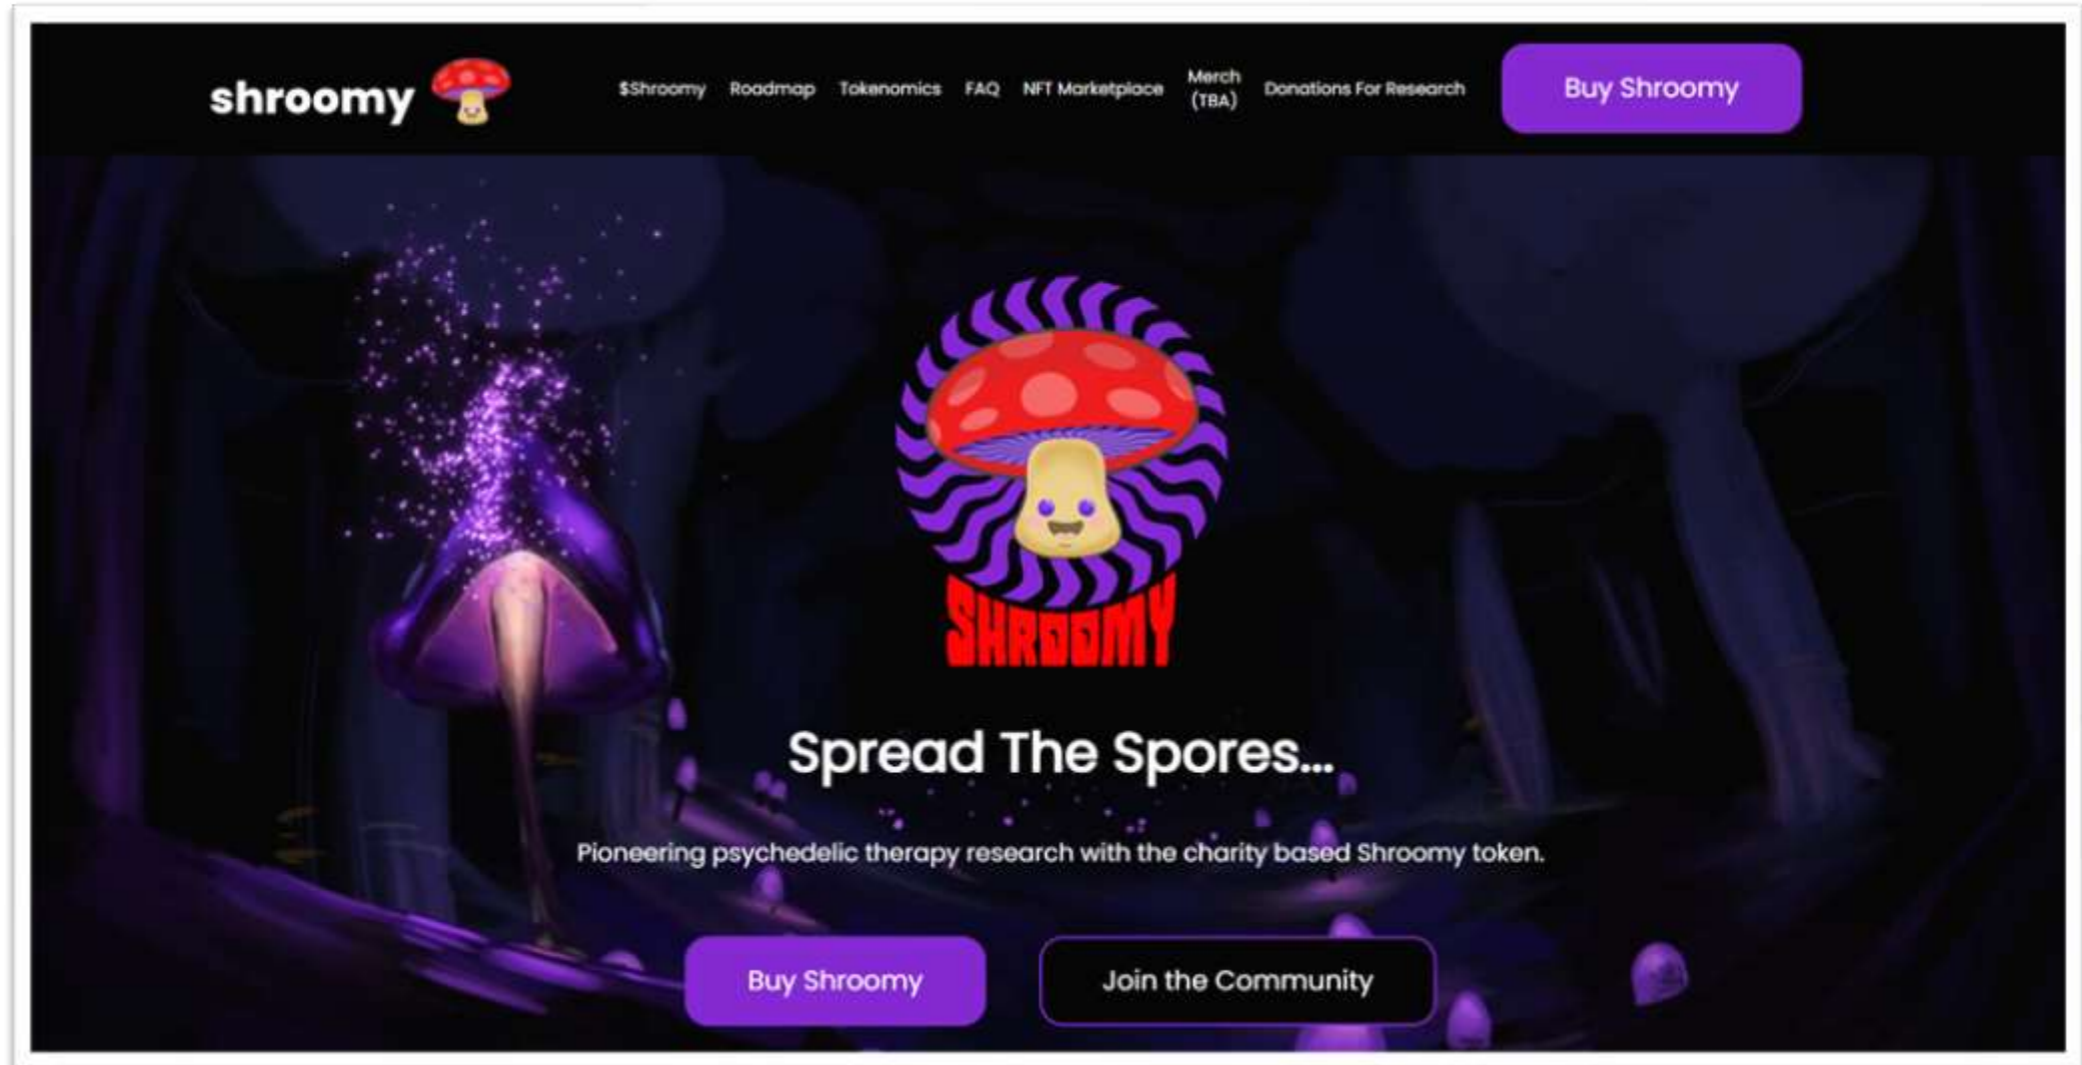 shroomy
$Shroomy Roadmap Tokenomics FAQ NFT Marketplace Merch (TBA) Donations For Research
Buy Shroomy
SHROOMY
Spread The Spores...
Pioneering psychedelic therapy research with the charity based Shroomy token.
Buy Shroomy Join the Community